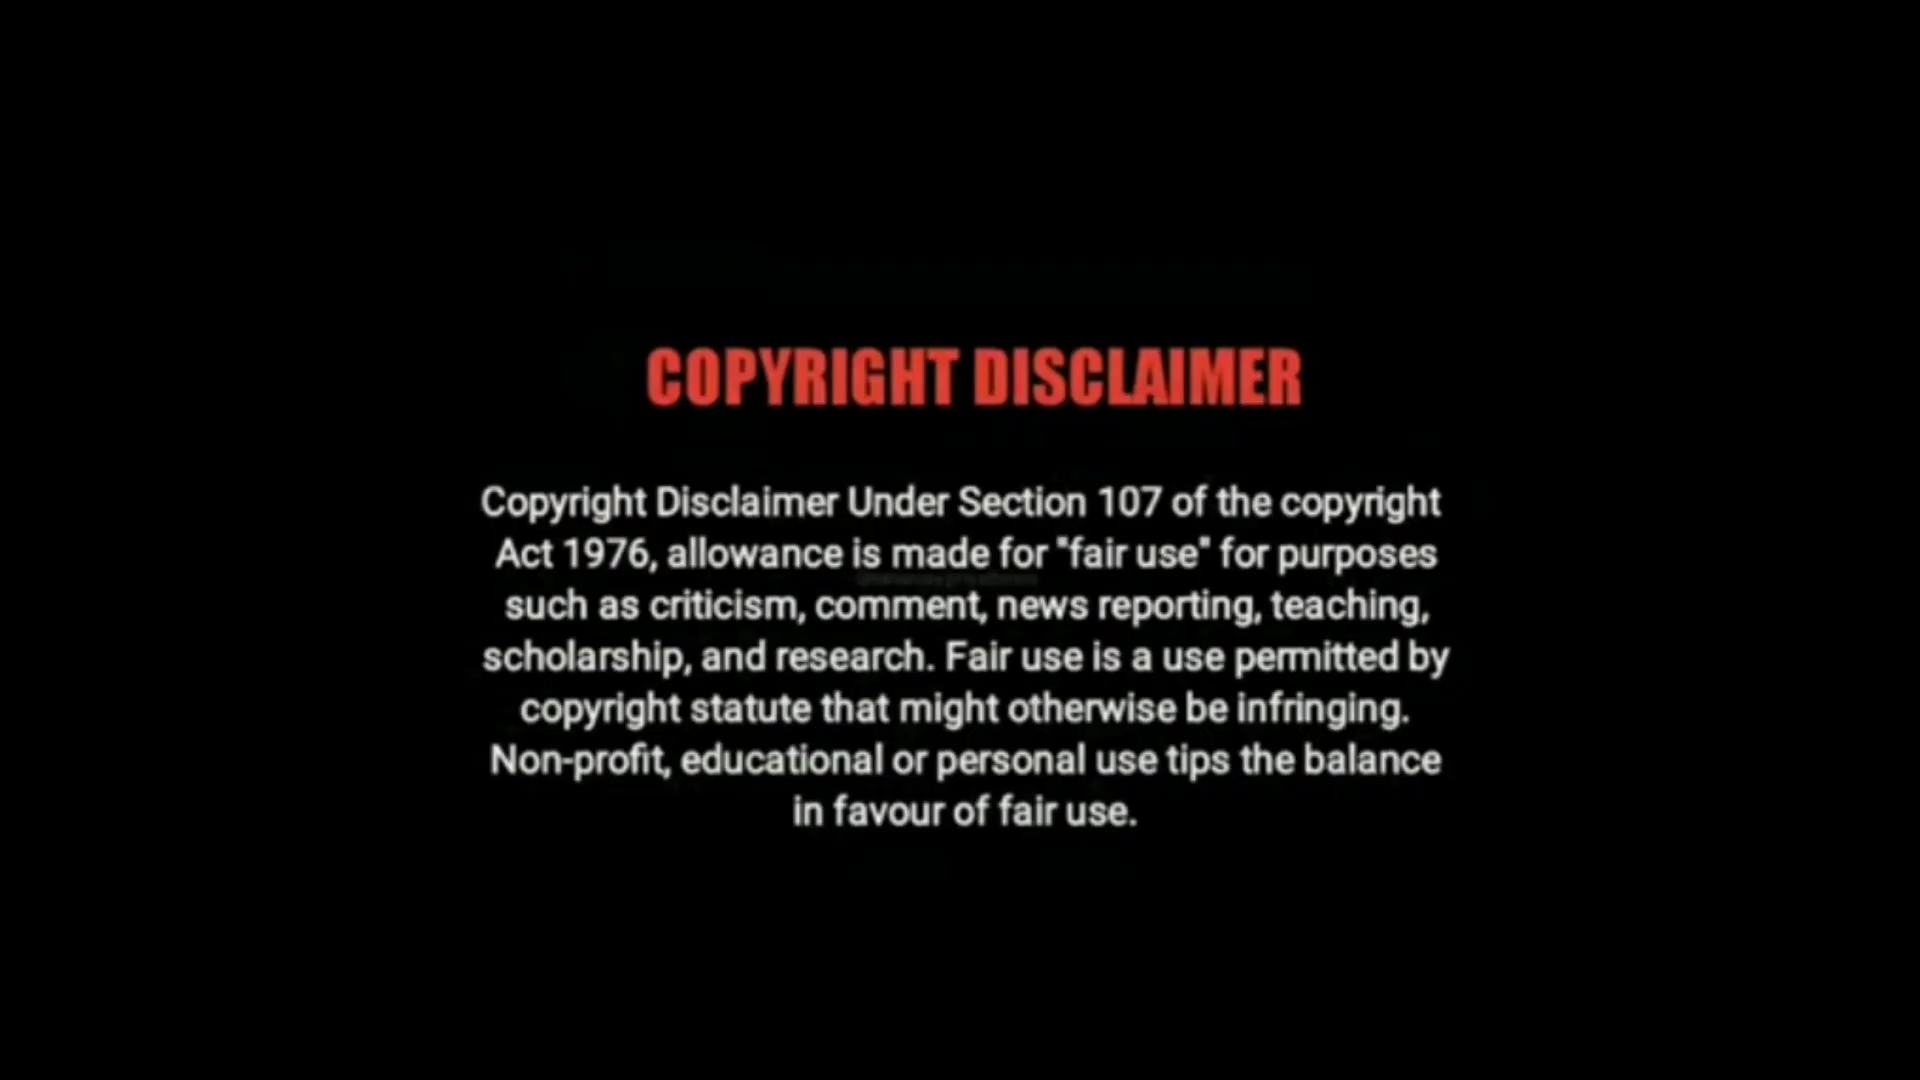 COPYRIGHT DISCLAIMER
Copyright Disclaimer Under Section 107 of the copyright
Act 1976, allowance is made for "fair use" for purposes
such as criticism, comment, news reporting, teaching,
scholarship, and research. Fair use is a use permitted by
copyright statute that might otherwise be infringing.
Non-profit, educational or personal use tips the balance
in favour of fair use.